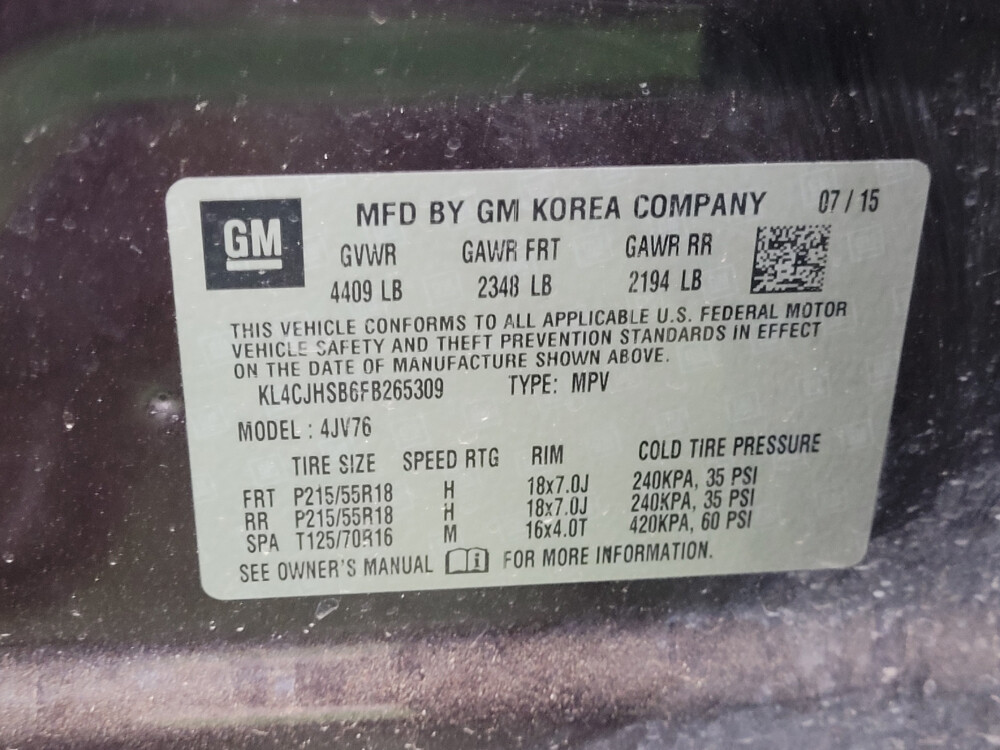 GM
MFD BY GM KOREA COMPANY 07 / 15
GVWR GAWR FRT GAWR RR
4409 LB 2348 LB 2194 LB
THIS VEHICLE CONFORMS TO ALL APPLICABLE U.S. FEDERAL MOTOR
VEHICLE SAFETY AND THEFT PREVENTION STANDARDS IN EFFECT
ON THE DATE OF MANUFACTURE SHOWN ABOVE.
KL4CJHSB6FB265309 TYPE: MPV
MODEL : 4JV76
TIRE SIZE SPEED RTG RIM COLD TIRE PRESSURE
FRT P215/55R18 H 18x7.0J 240KPA, 35 PSI
RR P215/55R18 H 18x7.0J 240KPA, 35 PSI
SPA T125/70R16 M 16x4.0T 420KPA, 60 PSI
SEE OWNER'S MANUAL i FOR MORE INFORMATION.